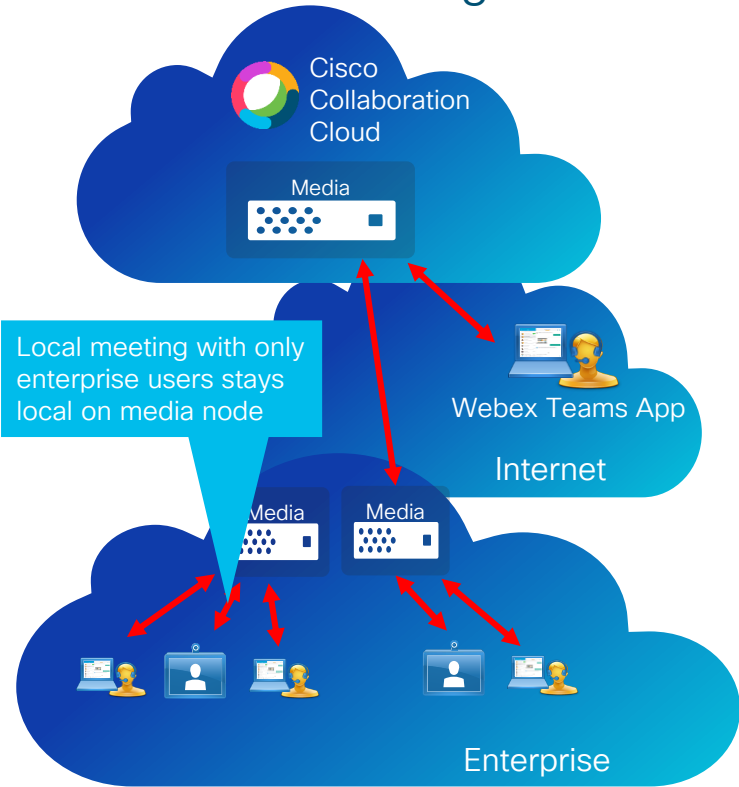 Cisco
Collaboration
Cloud
Media
Local meeting with only
enterprise users stays
local on media node
Webex Teams App
Internet
Media
Media
Enterprise